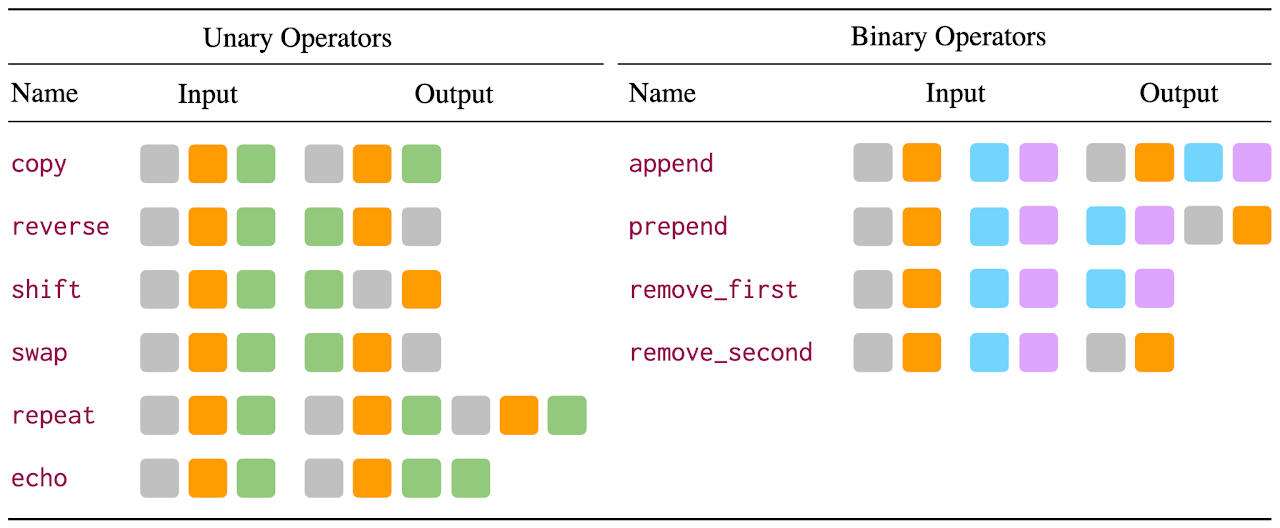 Unary Operators Binary Operators
Name Input Output Name Input Output
copy append
reverse prepend
shift remove_first
swap remove_second
repeat
echo